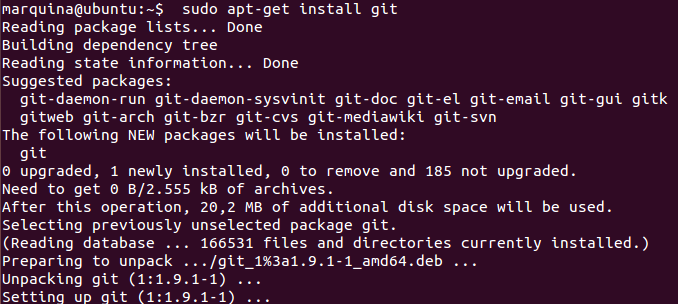 marquina@ubuntu:~$  sudo apt-get install git
Reading package lists... Done
Building dependency tree
Reading state information... Done
Suggested packages:
  git-daemon-run git-daemon-sysvinit git-doc git-el git-email git-gui gitk
  gitweb git-arch git-bzr git-cvs git-mediawiki git-svn
The following NEW packages will be installed:
  git
0 upgraded, 1 newly installed, 0 to remove and 185 not upgraded.
Need to get 0 B/2.555 kB of archives.
After this operation, 20,2 MB of additional disk space will be used.
Selecting previously unselected package git.
(Reading database ... 166531 files and directories currently installed.)
Preparing to unpack .../git_1%3a1.9.1-1_amd64.deb ...
Unpacking git (1:1.9.1-1) ...
Setting up git (1:1.9.1-1) ...